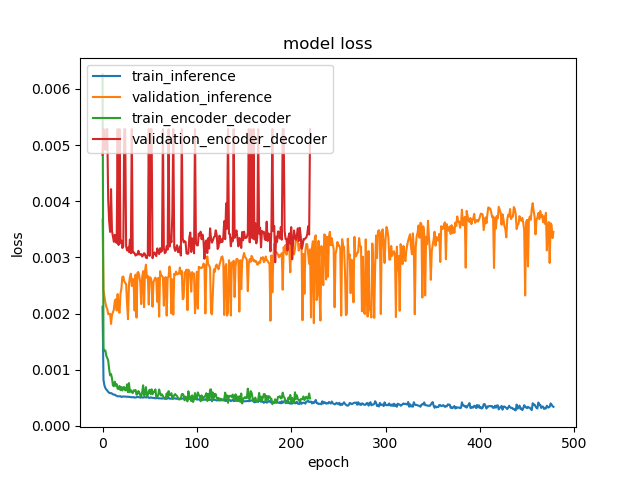 model loss
train_inference
validation_inference
train_encoder_decoder
validation_encoder_decoder
0.006
0.005
0.004
0.003
0.002
0.001
0.000
loss
0 100 200 300 400 500
epoch